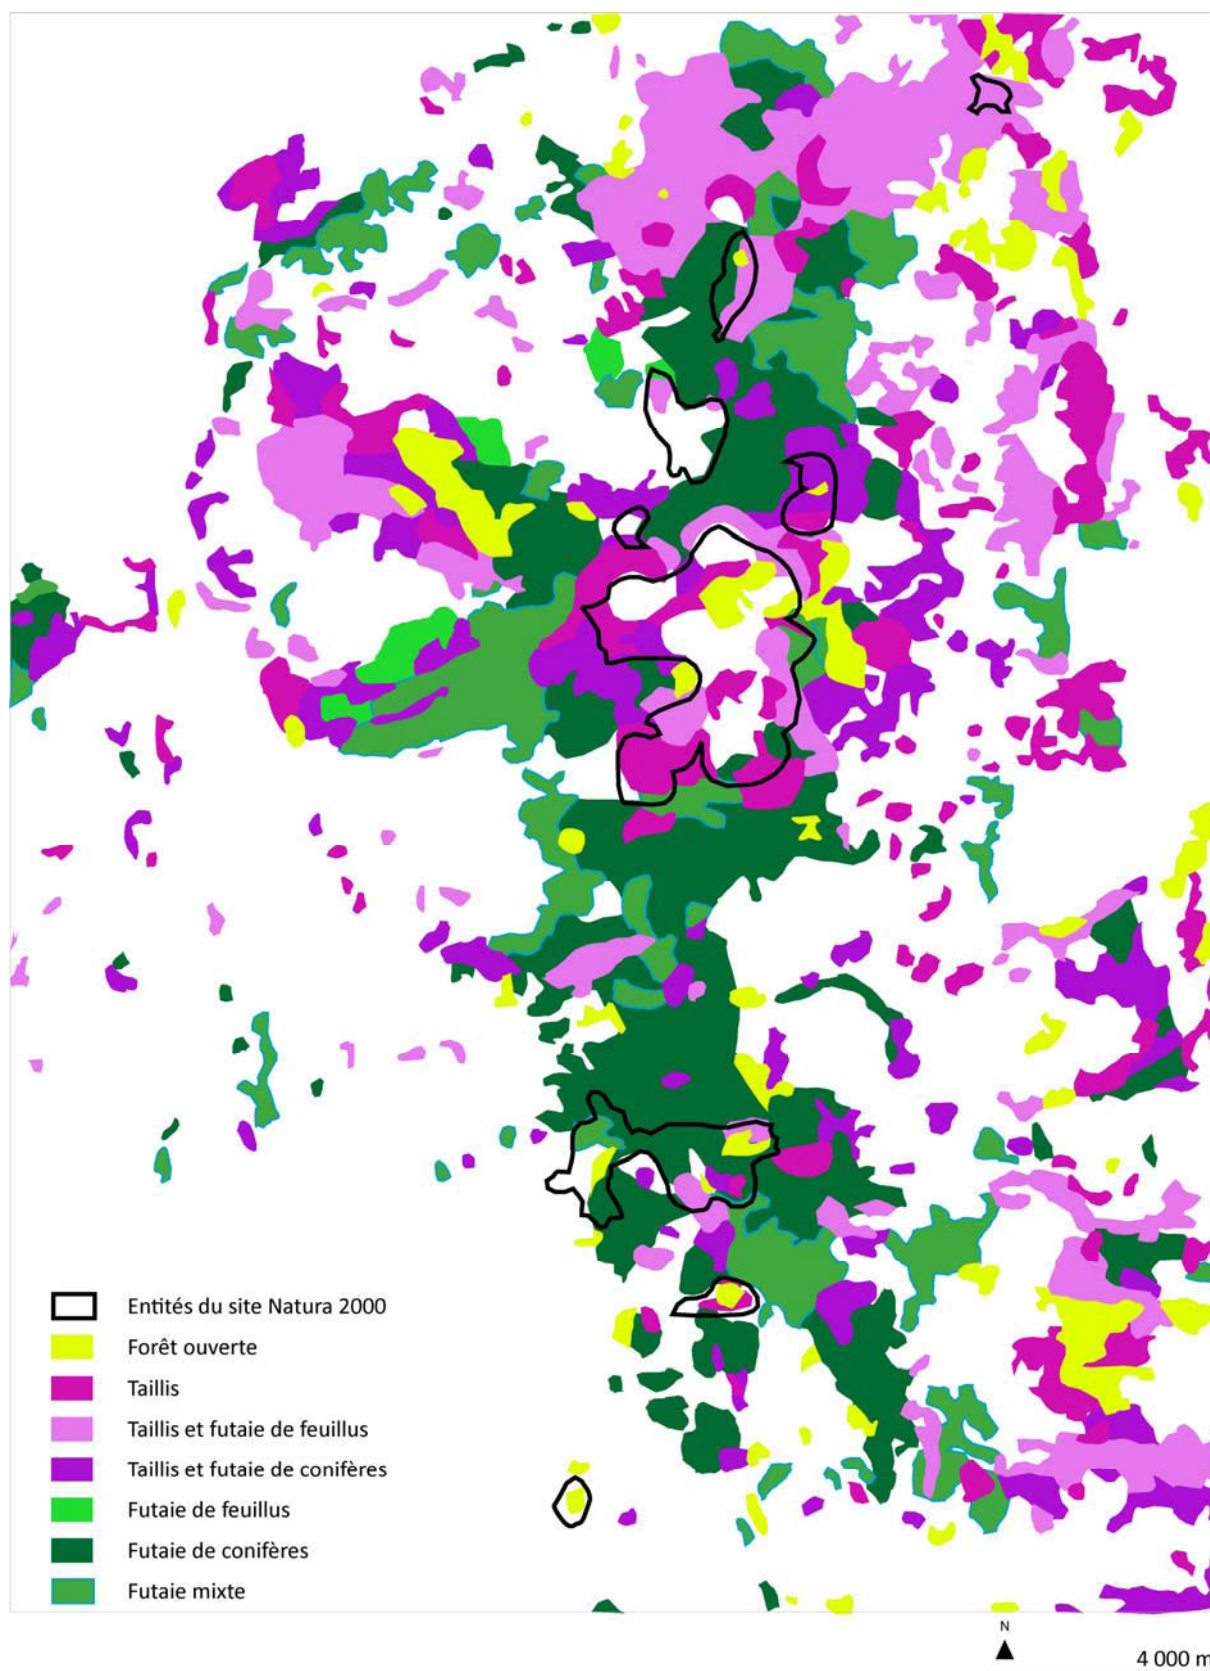 Entités du site Natura 2000
Forêt ouverte
Taillis
Taillis et futaie de feuillus
Taillis et futaie de conifères
Futaie de feuillus
Futaie de conifères
Futaie mixte
N
4 000 m